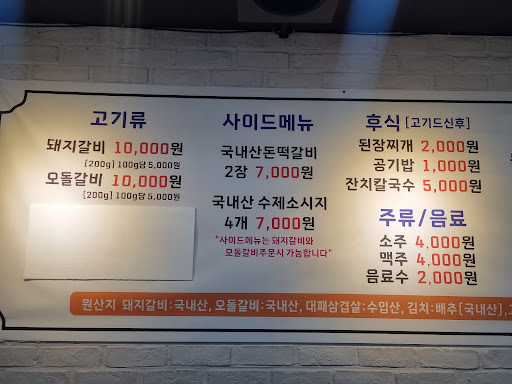 고기류
돼지갈비 10,000원
[200g] 100g당 5,000원
모돌갈비 10,000원
[200g] 100g당 5,000원
사이드메뉴
국내산돈떡갈비
2장 7,000원
국내산 수제소시지
4개 7,000원
"사이드메뉴는 돼지갈비와
모돌갈비주문시 가능합니다"
후식 [고기드신후]
된장찌개 2,000원
공기밥 1,000원
잔치칼국수 5,000원
주류/음료
소주 4,000원
맥주 4,000원
음료수 2,000원
원산지 돼지갈비:국내산, 모돌갈비:국내산, 대패삼겹살:수입산, 김치:배추[국내산],